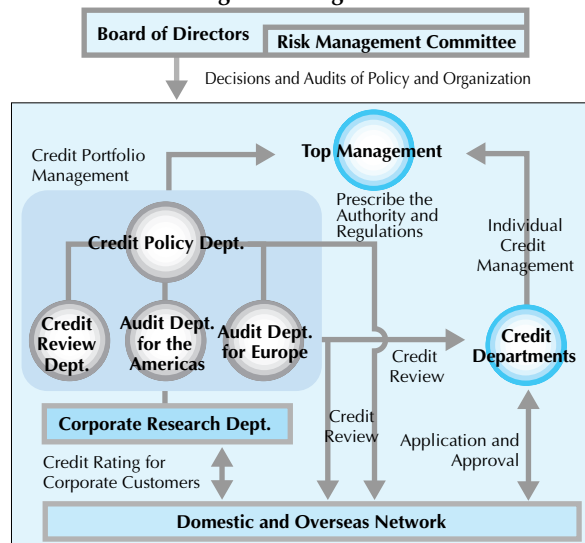 Board of Directors
Risk Management Committee
Decisions and Audits of Policy and Organization
Credit Portfolio
Management
Top Management
Prescribe the
Authority and
Regulations
Individual
Credit
Management
Credit Policy Dept.
Credit
Review
Dept.
Audit Dept.
for the
Americas
Audit Dept.
for Europe
Credit
Departments
Credit
Review
Corporate Research Dept.
Credit
Review
Application and
Approval
Credit Rating for
Corporate Customers
Domestic and Overseas Network